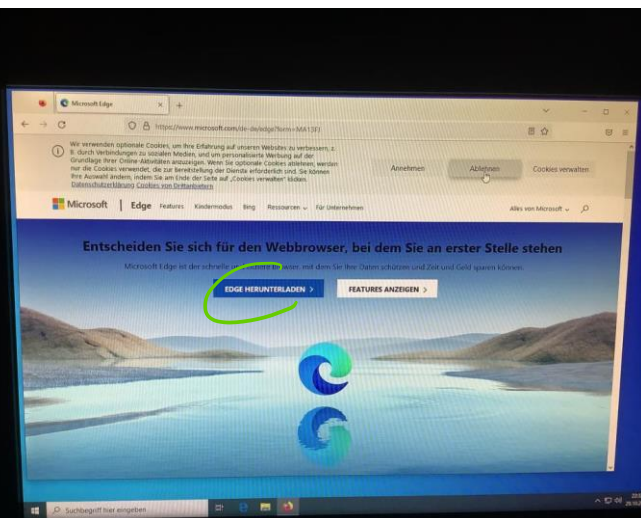 Microsoft Edge
https://www.microsoft.com/de-de/edge?form=MA13FJ
Wir verwenden optionale Cookies, um Ihre Erfahrung auf unseren Websites zu verbessern, z.
B. durch Verbindungen zu sozialen Medien, und um personalisierte Werbung auf der
Grundlage Ihrer Online-Aktivitäten anzuzeigen. Wenn Sie optionale Cookies ablehnen, werden
nur die Cookies verwendet, die zur Bereitstellung der Dienste erforderlich sind. Sie können
Ihre Auswahl ändern, indem Sie am Ende der Seite auf „Cookies verwalten“ klicken.
Datenschutzerklärung Cookies von Drittanbietern
Annehmen Ablehnen Cookies verwalten
Microsoft Edge Features Kindermodus Bing Ressourcen Für Unternehmen Alles von Microsoft
Entscheiden Sie sich für den Webbrowser, bei dem Sie an erster Stelle stehen
Microsoft Edge ist der schnelle und sichere Browser, mit dem Sie Ihre Daten schützen und Zeit und Geld sparen können.
EDGE HERUNTERLADEN > FEATURES ANZEIGEN >
Suchbegriff hier eingeben